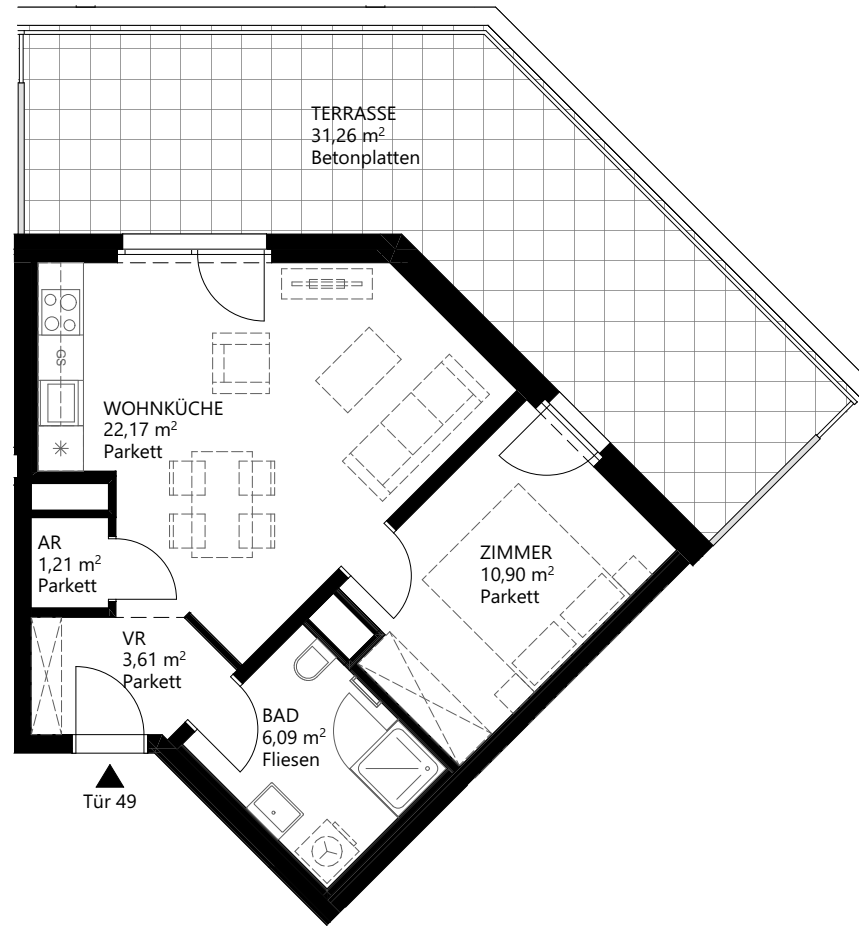 TERRASSE
31,26 m²
Betonplatten
GS
WOHNKÜCHE
22,17 m²
Parkett
AR
1,21 m²
Parkett
ZIMMER
10,90 m²
Parkett
VR
3,61 m²
Parkett
BAD
6,09 m²
Fliesen
Tür 49